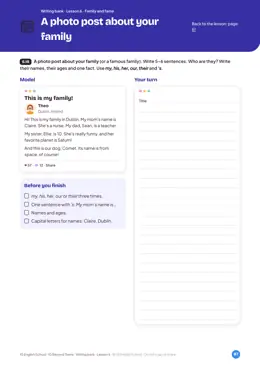 Writing bank · Lesson 6 · Family and fame
A photo post about your
family
Back to the lesson: page
A photo post about your family (or a famous family). Write 5–6 sentences. Who are they? Write
their names, their ages and one fact. Use my, his, her, our, their and 's.
Model
Your turn
This is my family!
Theo
Dublin, Ireland
Hi! This is my family in Dublin. My mom's name is
Claire. She's a nurse. My dad, Sean, is a teacher.
My sister, Ella, is 10. She's really funny, and her
favorite planet is Saturn!
And this is our dog, Comet. Its name is from
space, of course!
Share
Title
Before you finish
my, his, her, our or their three times.
One sentence with 's: My mom's name is...
Names and ages.
Capital letters for names: Claire, Dublin.